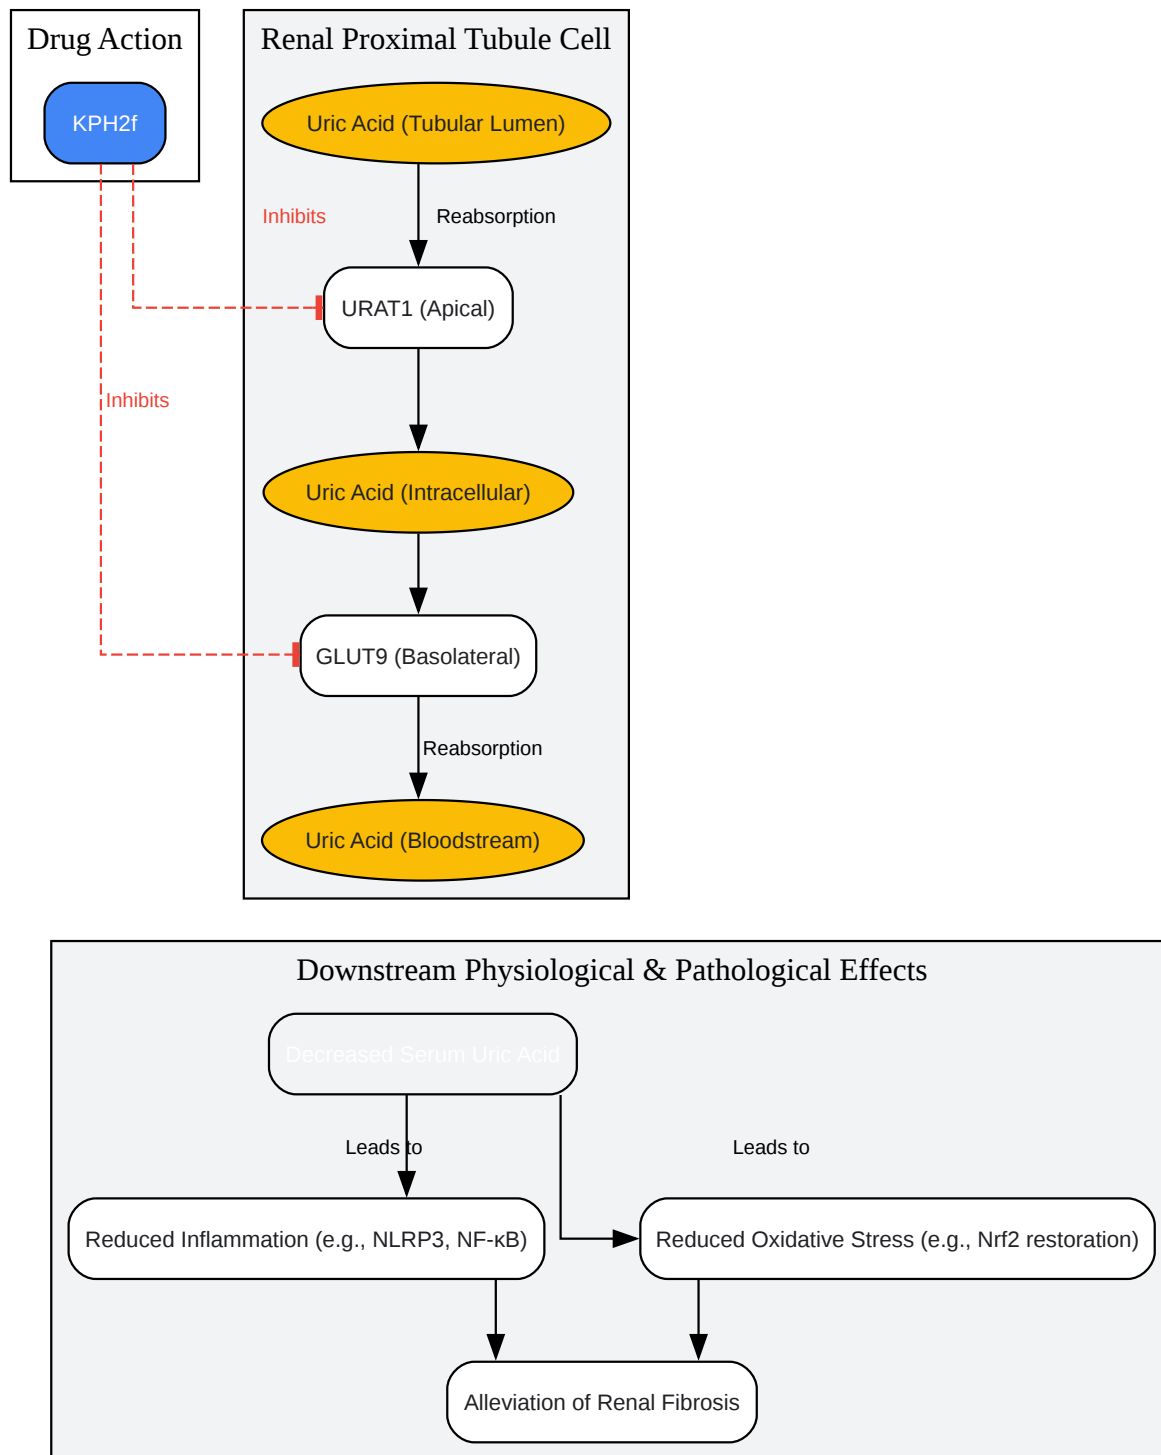 Drug Action
KPH2f
Renal Proximal Tubule Cell
Uric Acid (Tubular Lumen)
Inhibits
Reabsorption
URAT1 (Apical)
Inhibits
Uric Acid (Intracellular)
GLUT9 (Basolateral)
Reabsorption
Uric Acid (Bloodstream)
Downstream Physiological & Pathological Effects
Decreased Serum Uric Acid
Leads to
Leads to
Reduced Inflammation (e.g., NLRP3, NF-κB)
Reduced Oxidative Stress (e.g., Nrf2 restoration)
Alleviation of Renal Fibrosis